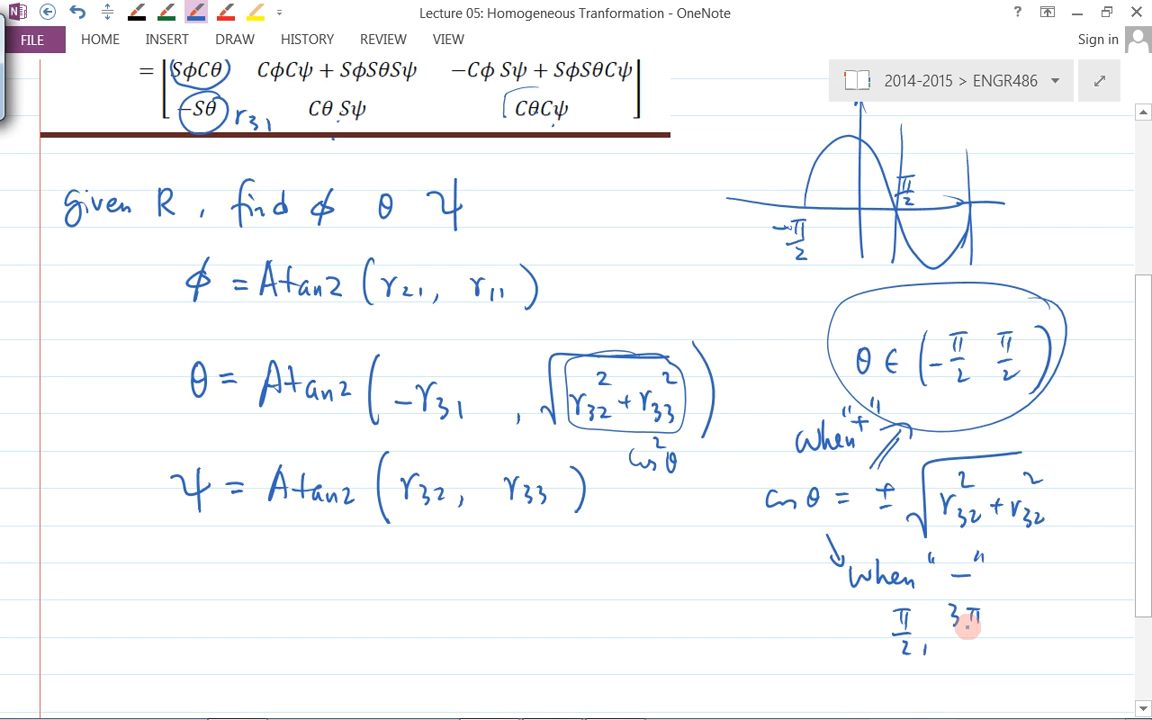 Lecture 05: Homogeneous Tranformation - OneNote
FILE HOME INSERT DRAW HISTORY REVIEW VIEW Sign in
2014-2015 > ENGR486
= SϕCθ CϕCψ + SϕSθSψ −Cϕ Sψ + SϕSθCψ
−Sθ r31 Cθ Sψ CθCψ
-π/2 π/2
given R, find ϕ θ ψ
ϕ = Atan2 (r21, r11)
θ = Atan2 (-r31, √(r32² + r33²))
cos²θ
ψ = Atan2 (r32, r33)
θ ∈ (-π/2 π/2)
when "+"
cos θ = ± √(r32² + r32²)
when "-"
π/2, 3π